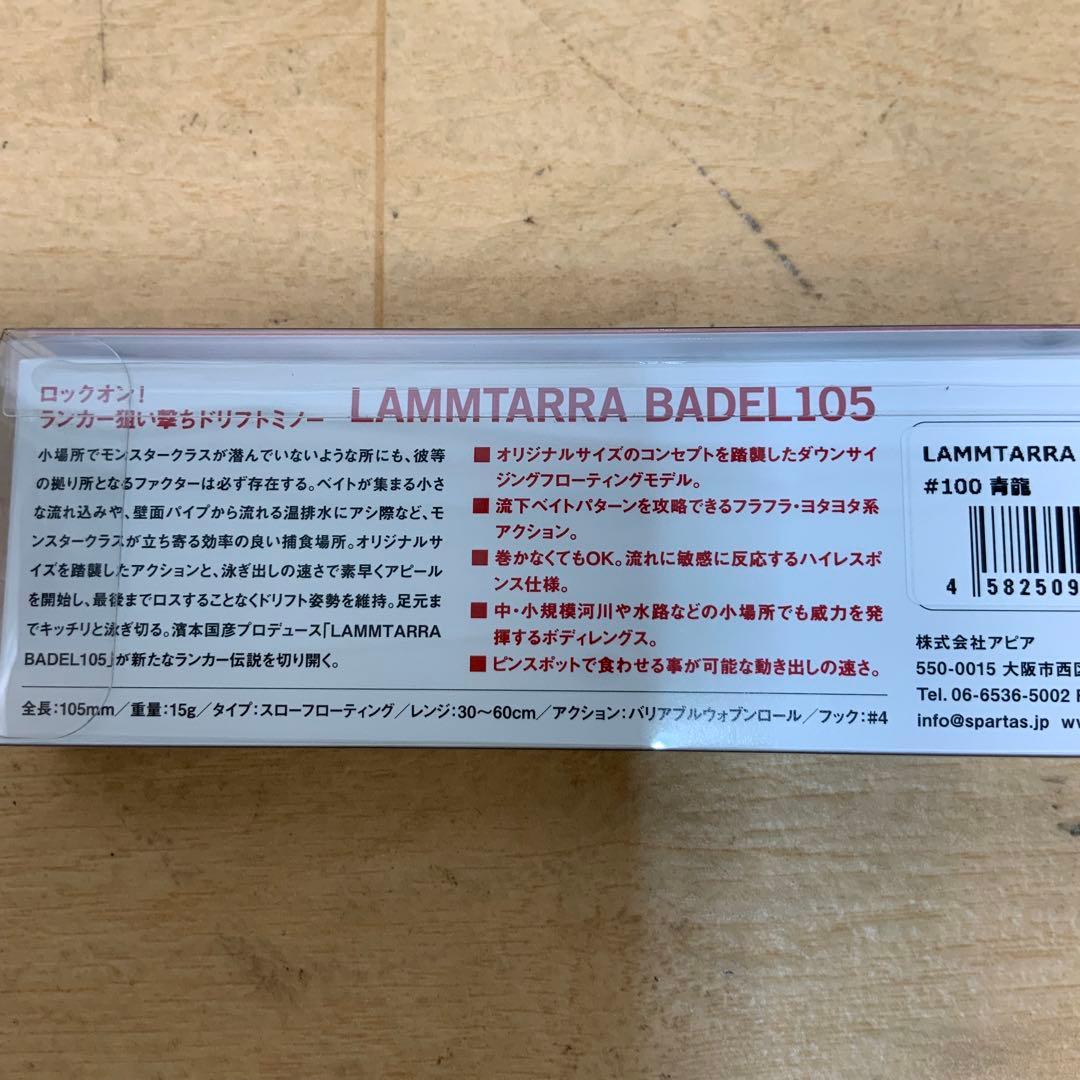 ロックオン!
ランカー狙い撃ちドリフトミノー
LAMMTARRA BADEL105
小場所でモンスタークラスが潜んでいないような所にも、彼等
の拠り所となるファクターは必ず存在する。ベイトが集まる小さ
な流れ込みや、壁面パイプから流れる温排水にアシ際など、モ
ンスタークラスが立ち寄る効率の良い捕食場所。オリジナルサ
イズを踏襲したアクションと、泳ぎ出しの速さで素早くアピール
を開始し、最後までロスすることなくドリフト姿勢を維持。足元ま
でキッチリと泳ぎ切る。濱本国彦プロデュース「LAMMTARRA
BADEL105」が新たなランカー伝説を切り開く。
■ オリジナルサイズのコンセプトを踏襲したダウンサイ
ジングフローティングモデル。
■ 流下ベイトパターンを攻略できるフラフラ・ヨタヨタ系
アクション。
■ 巻かなくてもOK。流れに敏感に反応するハイレスポ
ンス仕様。
■ 中・小規模河川や水路などの小場所でも威力を発
揮するボディレングス。
■ ピンスポットで食わせる事が可能な動き出しの速さ。
全長:105mm/重量:15g/タイプ:スローフローティング/レンジ:30〜60cm/アクション:バリアブルウォブンロール/フック:#4
LAMMTARRA
#100 青龍
4 582509
株式会社アピア
550-0015 大阪市西区
Tel. 06-6536-5002
info@spartas.jp